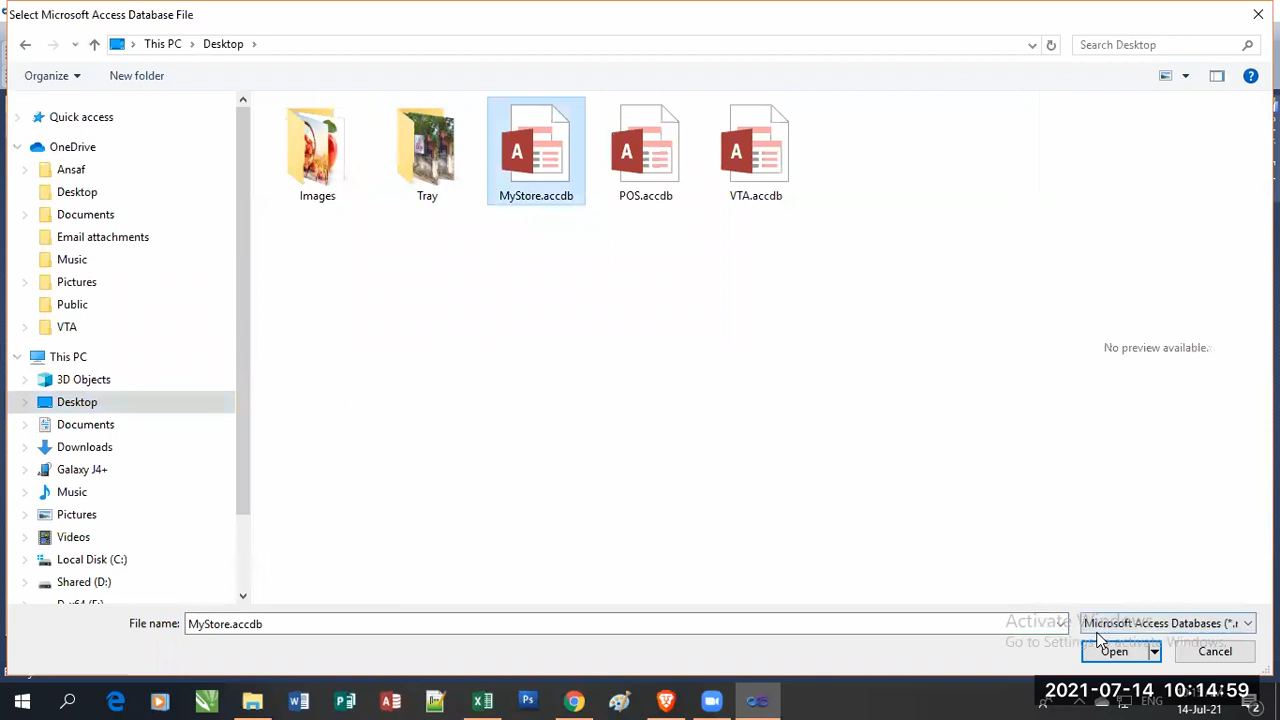 Select Microsoft Access Database File
This PC
Desktop
Search Desktop
Organize
New folder
Quick access
OneDrive
Ansaf
Desktop
Documents
Email attachments
Music
Pictures
Public
VTA
This PC
3D Objects
Desktop
Documents
Downloads
Galaxy J4+
Music
Pictures
Videos
Local Disk (C:)
Shared (D:)
Images
Tray
MyStore.accdb
POS.accdb
VTA.accdb
No preview available.
File name:
MyStore.accdb
Microsoft Access Databases (*.
Activate Windows
Go to Settings to activate Windows.
Open
Cancel
2021-07-14 10:14:59
ENG
14-Jul-21
2